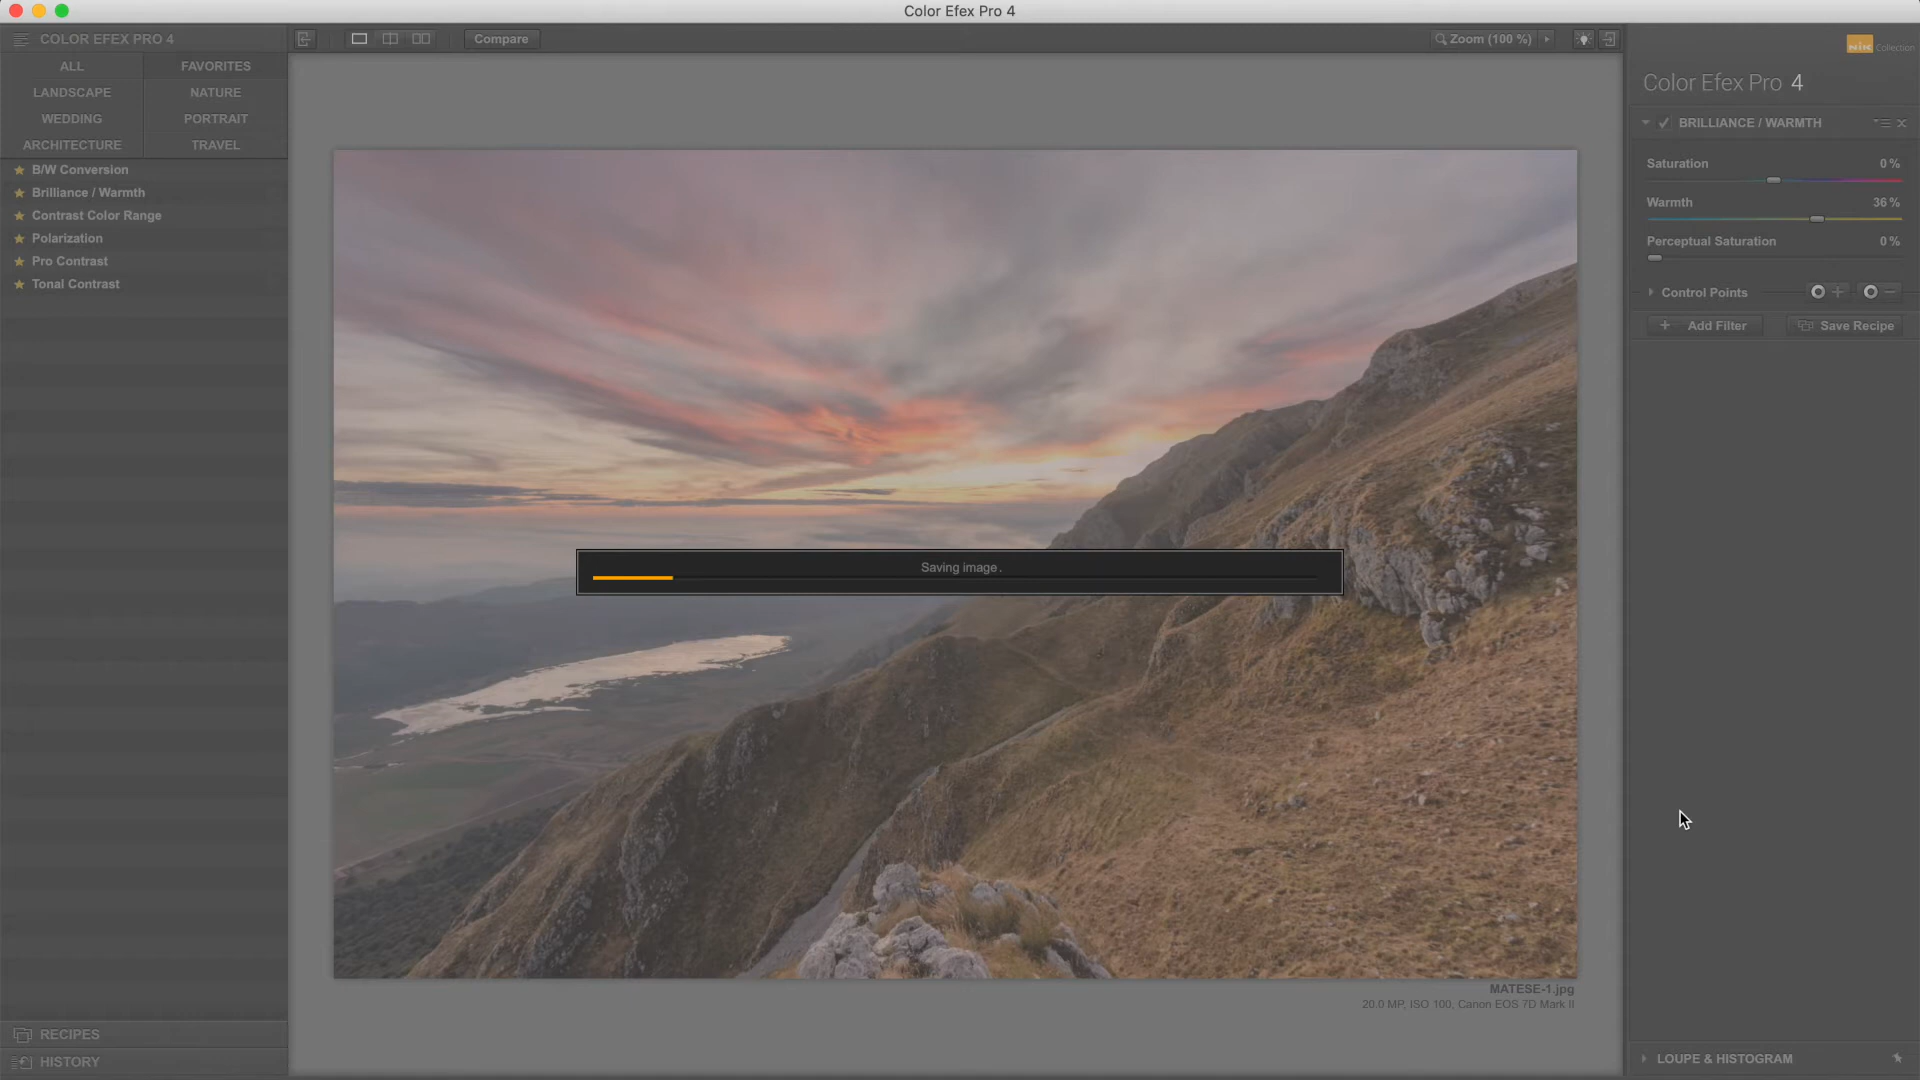 Color Efex Pro 4
COLOR EFEX PRO 4
Compare
Zoom (100 %)
ALL
FAVORITES
LANDSCAPE
NATURE
WEDDING
PORTRAIT
ARCHITECTURE
TRAVEL
B/W Conversion
Brilliance / Warmth
Contrast Color Range
Polarization
Pro Contrast
Tonal Contrast
Saving image.
MATESE-1.jpg
20.0 MP, ISO 100, Canon EOS 7D Mark II
RECIPES
HISTORY
Nik Collection
Color Efex Pro 4
BRILLIANCE / WARMTH
Saturation 0 %
Warmth 36 %
Perceptual Saturation 0 %
Control Points
Add Filter
Save Recipe
LOUPE & HISTOGRAM